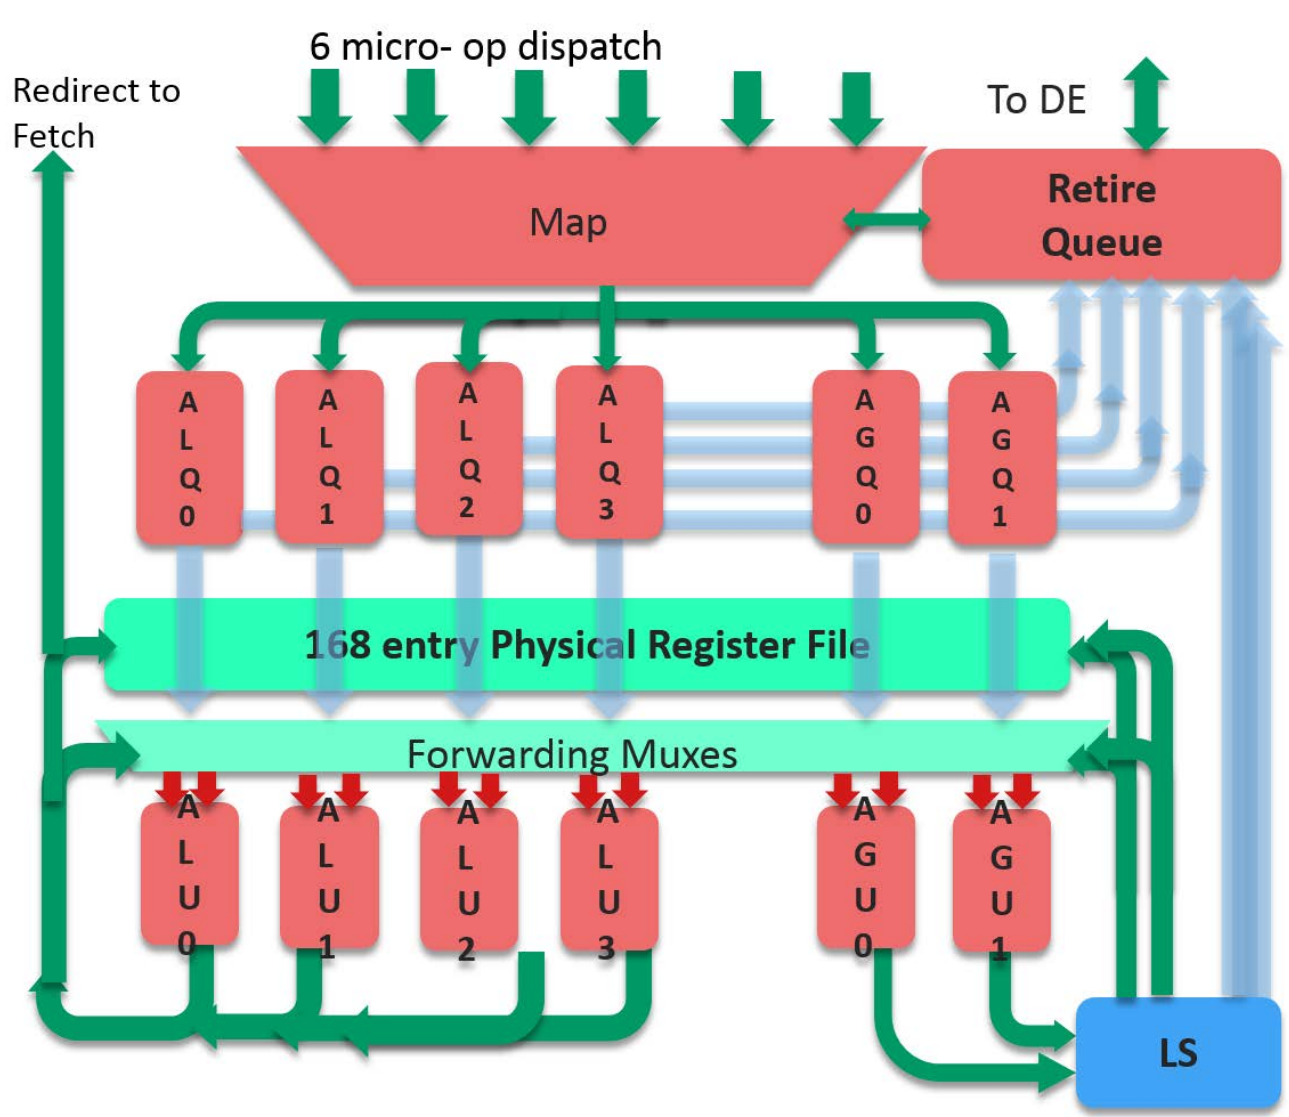 6 micro- op dispatch
Redirect to
Fetch
To DE
Map
Retire
Queue
A
L
Q
0
A
L
Q
1
A
L
Q
2
A
L
Q
3
A
G
Q
0
A
G
Q
1
168 entry Physical Register File
Forwarding Muxes
A
L
U
0
A
L
U
1
A
L
U
2
A
L
U
3
A
G
U
0
A
G
U
1
LS